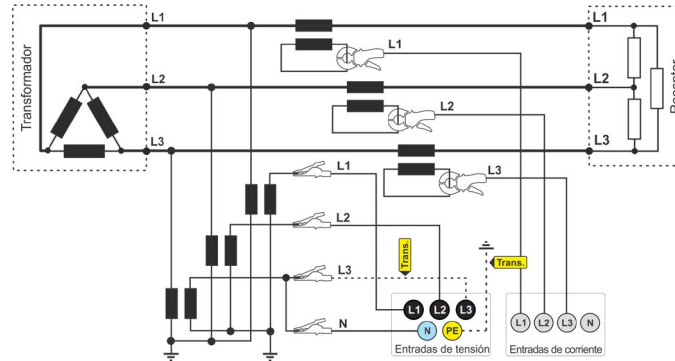 Transformador
L1
L2
L3
L1
L2
L3
L1
L2
L3
Receptor
L1
L2
L3
N
Trans.
Trans.
L1 L2 L3
N PE
Entradas de tensión
L1 L2 L3 N
Entradas de corriente